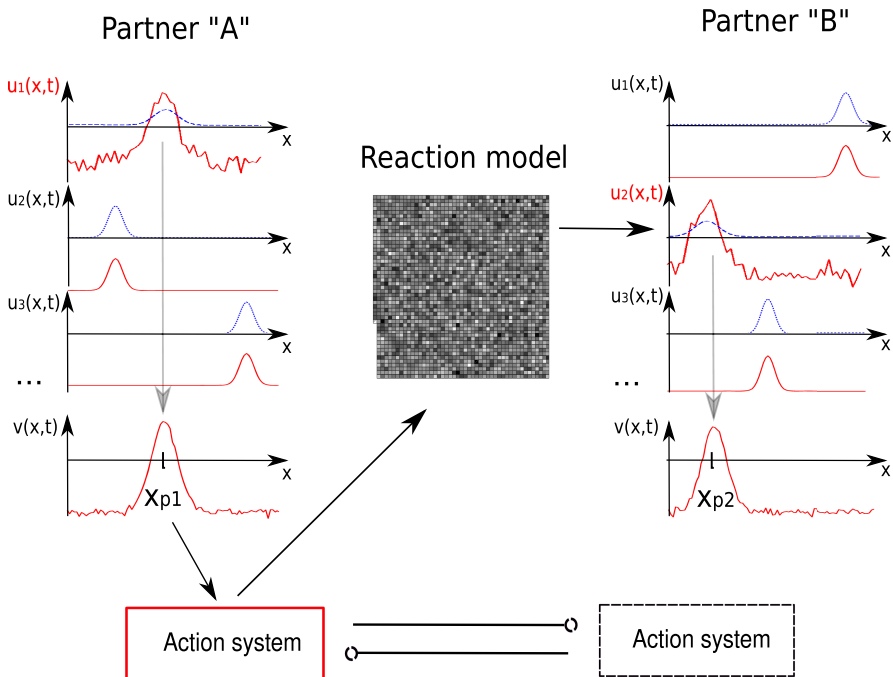 Partner "A"
u1(x,t)
x
u2(x,t)
x
u3(x,t)
x
...
v(x,t)
x
xp1
Reaction model
Partner "B"
u1(x,t)
x
u2(x,t)
x
u3(x,t)
x
...
v(x,t)
x
xp2
Action system
Action system